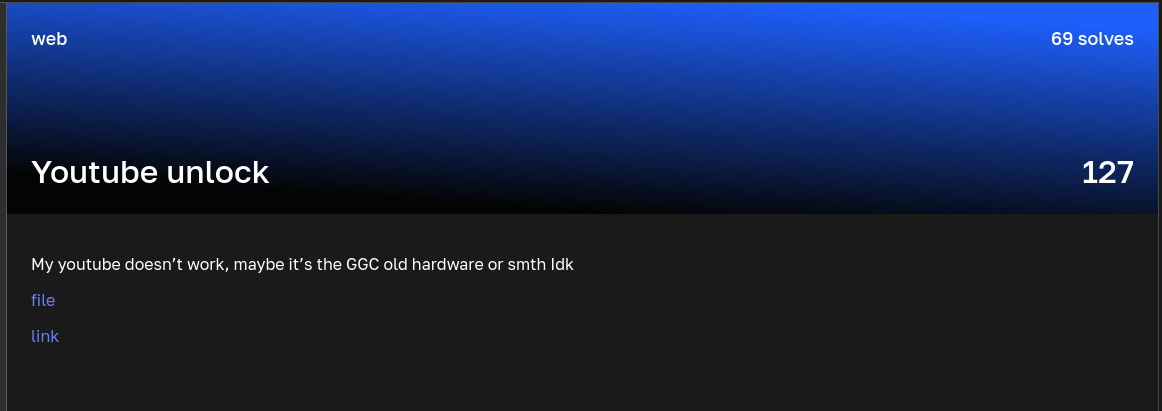 web
69 solves
Youtube unlock
127
My youtube doesn’t work, maybe it’s the GGC old hardware or smth Idk
file
link